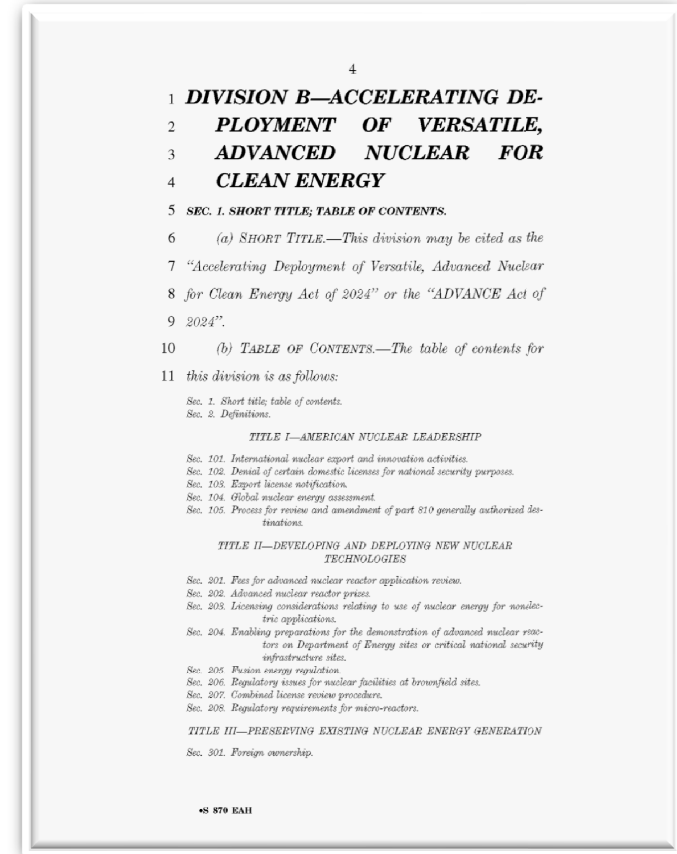 4
1 DIVISION B—ACCELERATING DE-
2 PLOYMENT OF VERSATILE,
3 ADVANCED NUCLEAR FOR
4 CLEAN ENERGY
5 SEC. 1. SHORT TITLE; TABLE OF CONTENTS.
6 (a) SHORT TITLE.—This division may be cited as the
7 “Accelerating Deployment of Versatile, Advanced Nuclear
8 for Clean Energy Act of 2024” or the “ADVANCE Act of
9 2024”.
10 (b) TABLE OF CONTENTS.—The table of contents for
11 this division is as follows:
Sec. 1. Short title; table of contents.
Sec. 2. Definitions.
TITLE I—AMERICAN NUCLEAR LEADERSHIP
Sec. 101. International nuclear export and innovation activities.
Sec. 102. Denial of certain domestic licenses for national security purposes.
Sec. 103. Export license notification.
Sec. 104. Global nuclear energy assessment.
Sec. 105. Process for review and amendment of part 810 generally authorized des-
tinations.
TITLE II—DEVELOPING AND DEPLOYING NEW NUCLEAR
TECHNOLOGIES
Sec. 201. Fees for advanced nuclear reactor application review.
Sec. 202. Advanced nuclear reactor prizes.
Sec. 203. Licensing considerations relating to use of nuclear energy for nonelec-
tric applications.
Sec. 204. Enabling preparations for the demonstration of advanced nuclear reac-
tors on Department of Energy sites or critical national security
infrastructure sites.
Sec. 205. Fusion energy regulation.
Sec. 206. Regulatory issues for nuclear facilities at brownfield sites.
Sec. 207. Combined license review procedure.
Sec. 208. Regulatory requirements for micro-reactors.
TITLE III—PRESERVING EXISTING NUCLEAR ENERGY GENERATION
Sec. 301. Foreign ownership.
•S 870 EAH